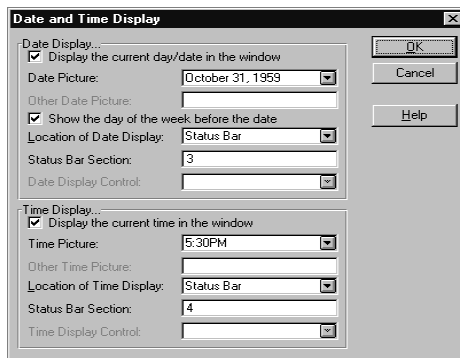 Date and Time Display
Date Display...
Display the current day/date in the window
Date Picture: October 31, 1959
Other Date Picture:
Show the day of the week before the date
Location of Date Display: Status Bar
Status Bar Section: 3
Date Display Control:
Time Display...
Display the current time in the window
Time Picture: 5:30PM
Other Time Picture:
Location of Time Display: Status Bar
Status Bar Section: 4
Time Display Control:
OK
Cancel
Help